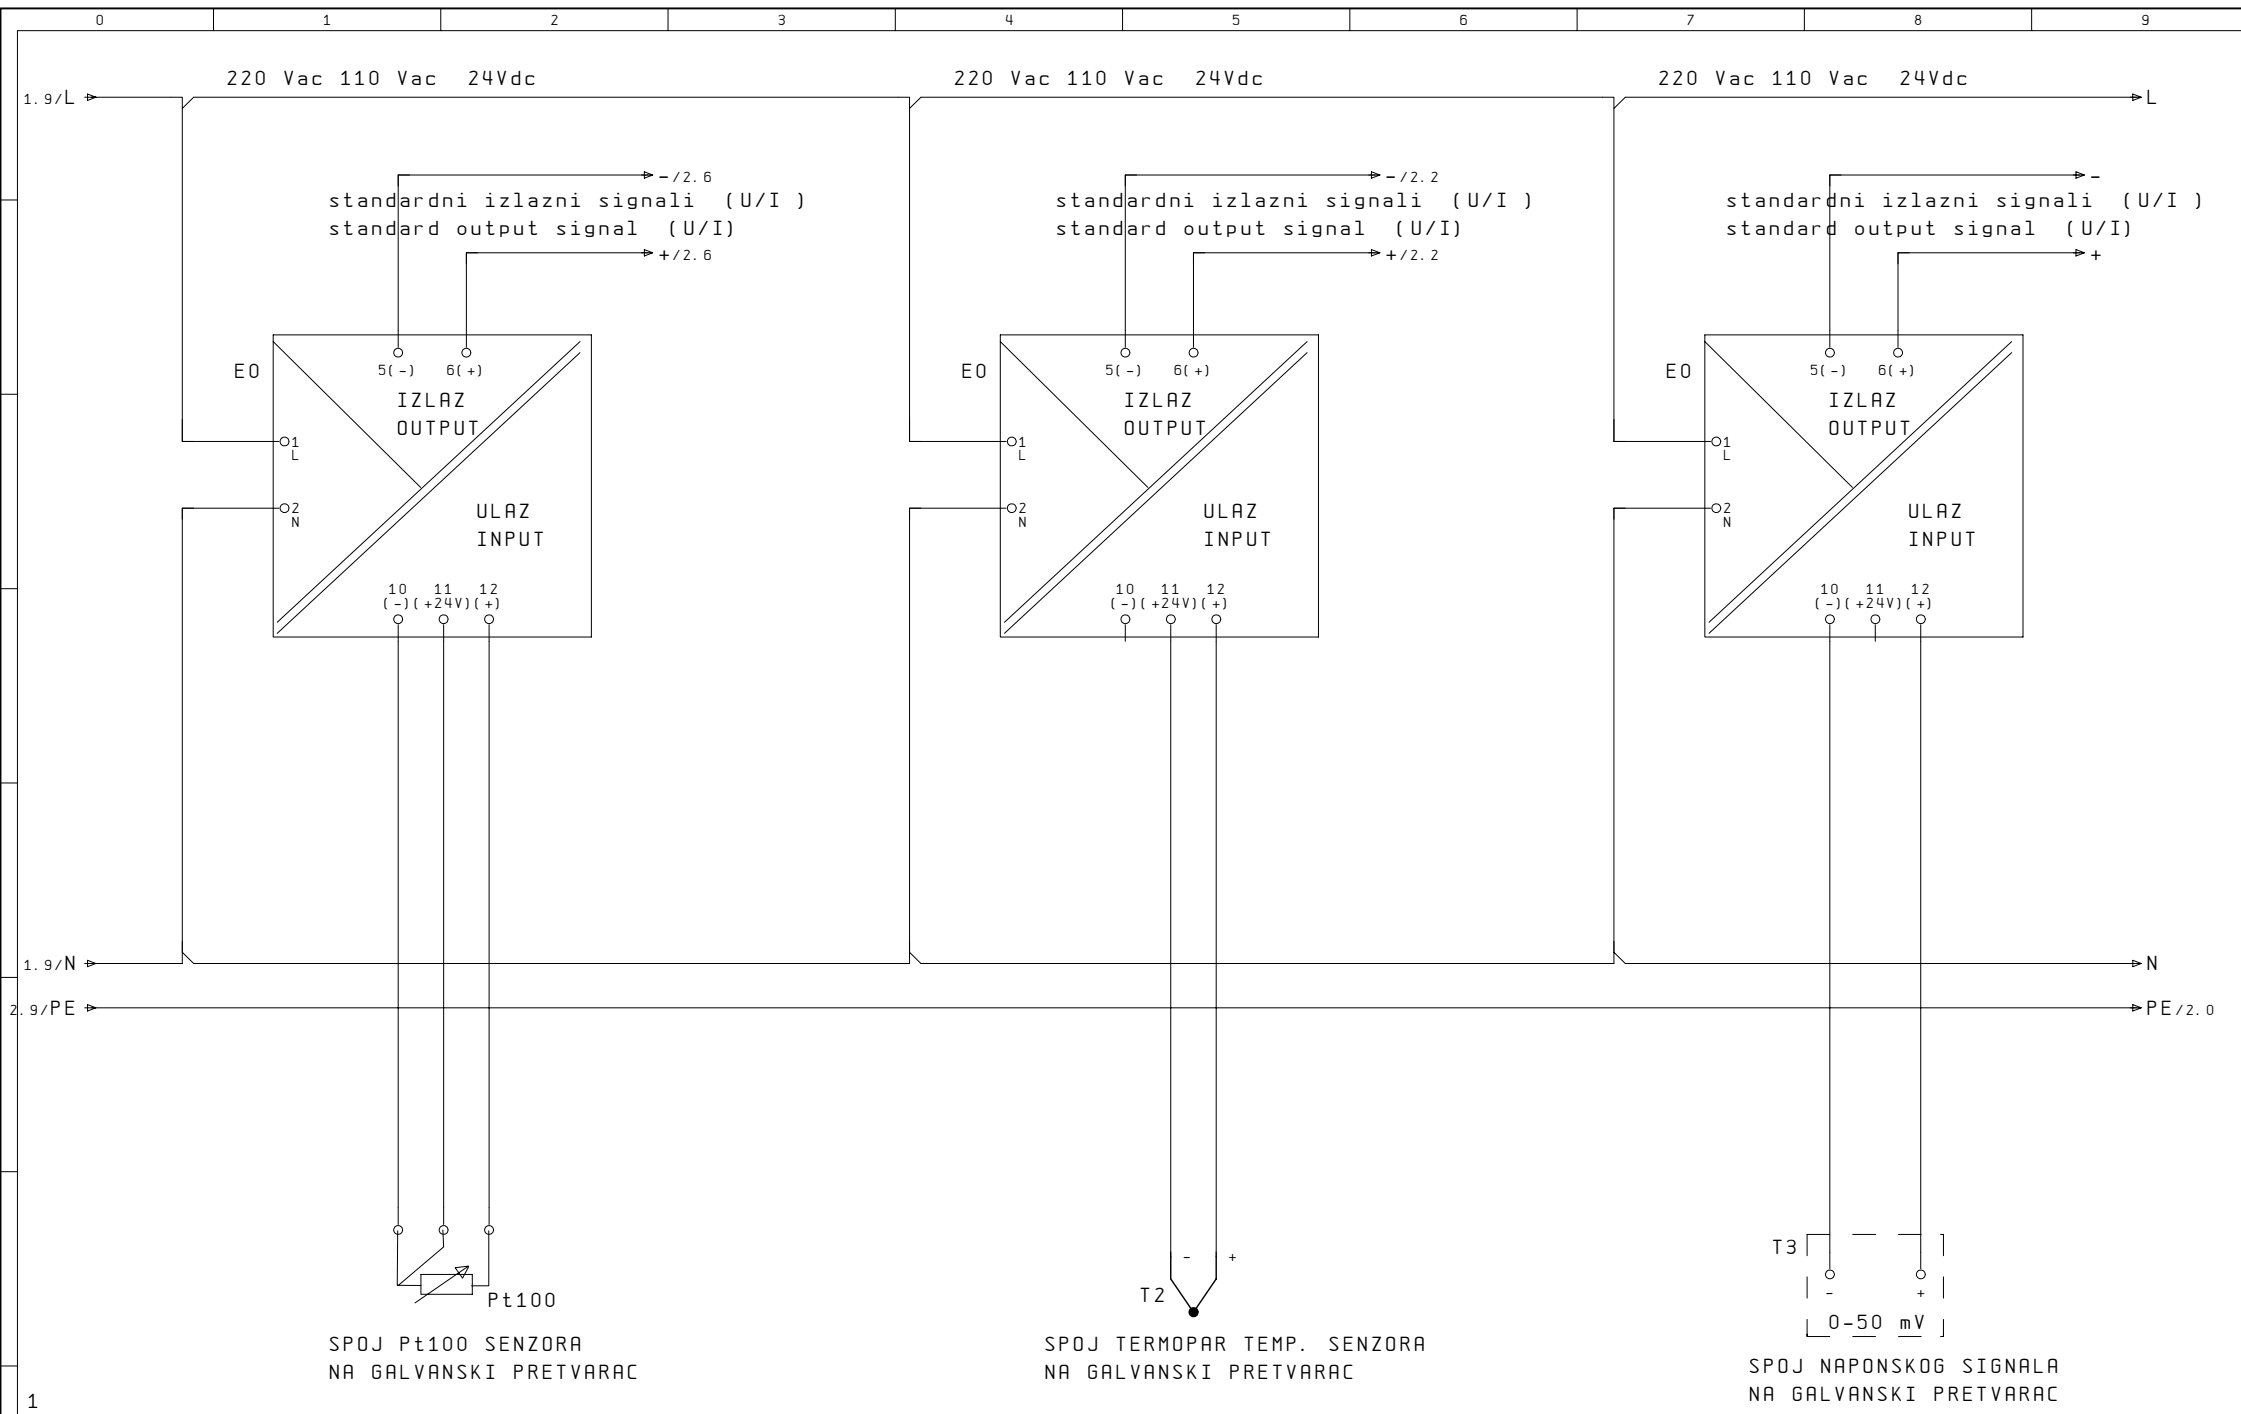 0 1 2 3 4 5 6 7 8 9
220 Vac 110 Vac 24Vdc
220 Vac 110 Vac 24Vdc
220 Vac 110 Vac 24Vdc
1.9/L
L
-/2.6
-/2.2
-
standardni izlazni signali (U/I )
standard output signal (U/I)
standardni izlazni signali (U/I )
standard output signal (U/I)
standardni izlazni signali (U/I )
standard output signal (U/I)
+/2.6
+/2.2
+
E0
5(-) 6(+)
IZLAZ
OUTPUT
1
L
2
N
ULAZ
INPUT
10 11 12
(-)(+24V)(+)
E0
5(-) 6(+)
IZLAZ
OUTPUT
1
L
2
N
ULAZ
INPUT
10 11 12
(-)(+24V)(+)
E0
5(-) 6(+)
IZLAZ
OUTPUT
1
L
2
N
ULAZ
INPUT
10 11 12
(-)(+24V)(+)
1.9/N
N
2.9/PE
PE/2.0
Pt100
SPOJ Pt100 SENZORA
NA GALVANSKI PRETVARAC
- +
T2
SPOJ TERMOPAR TEMP. SENZORA
NA GALVANSKI PRETVARAC
T3
- +
0-50 mV
SPOJ NAPONSKOG SIGNALA
NA GALVANSKI PRETVARAC
1